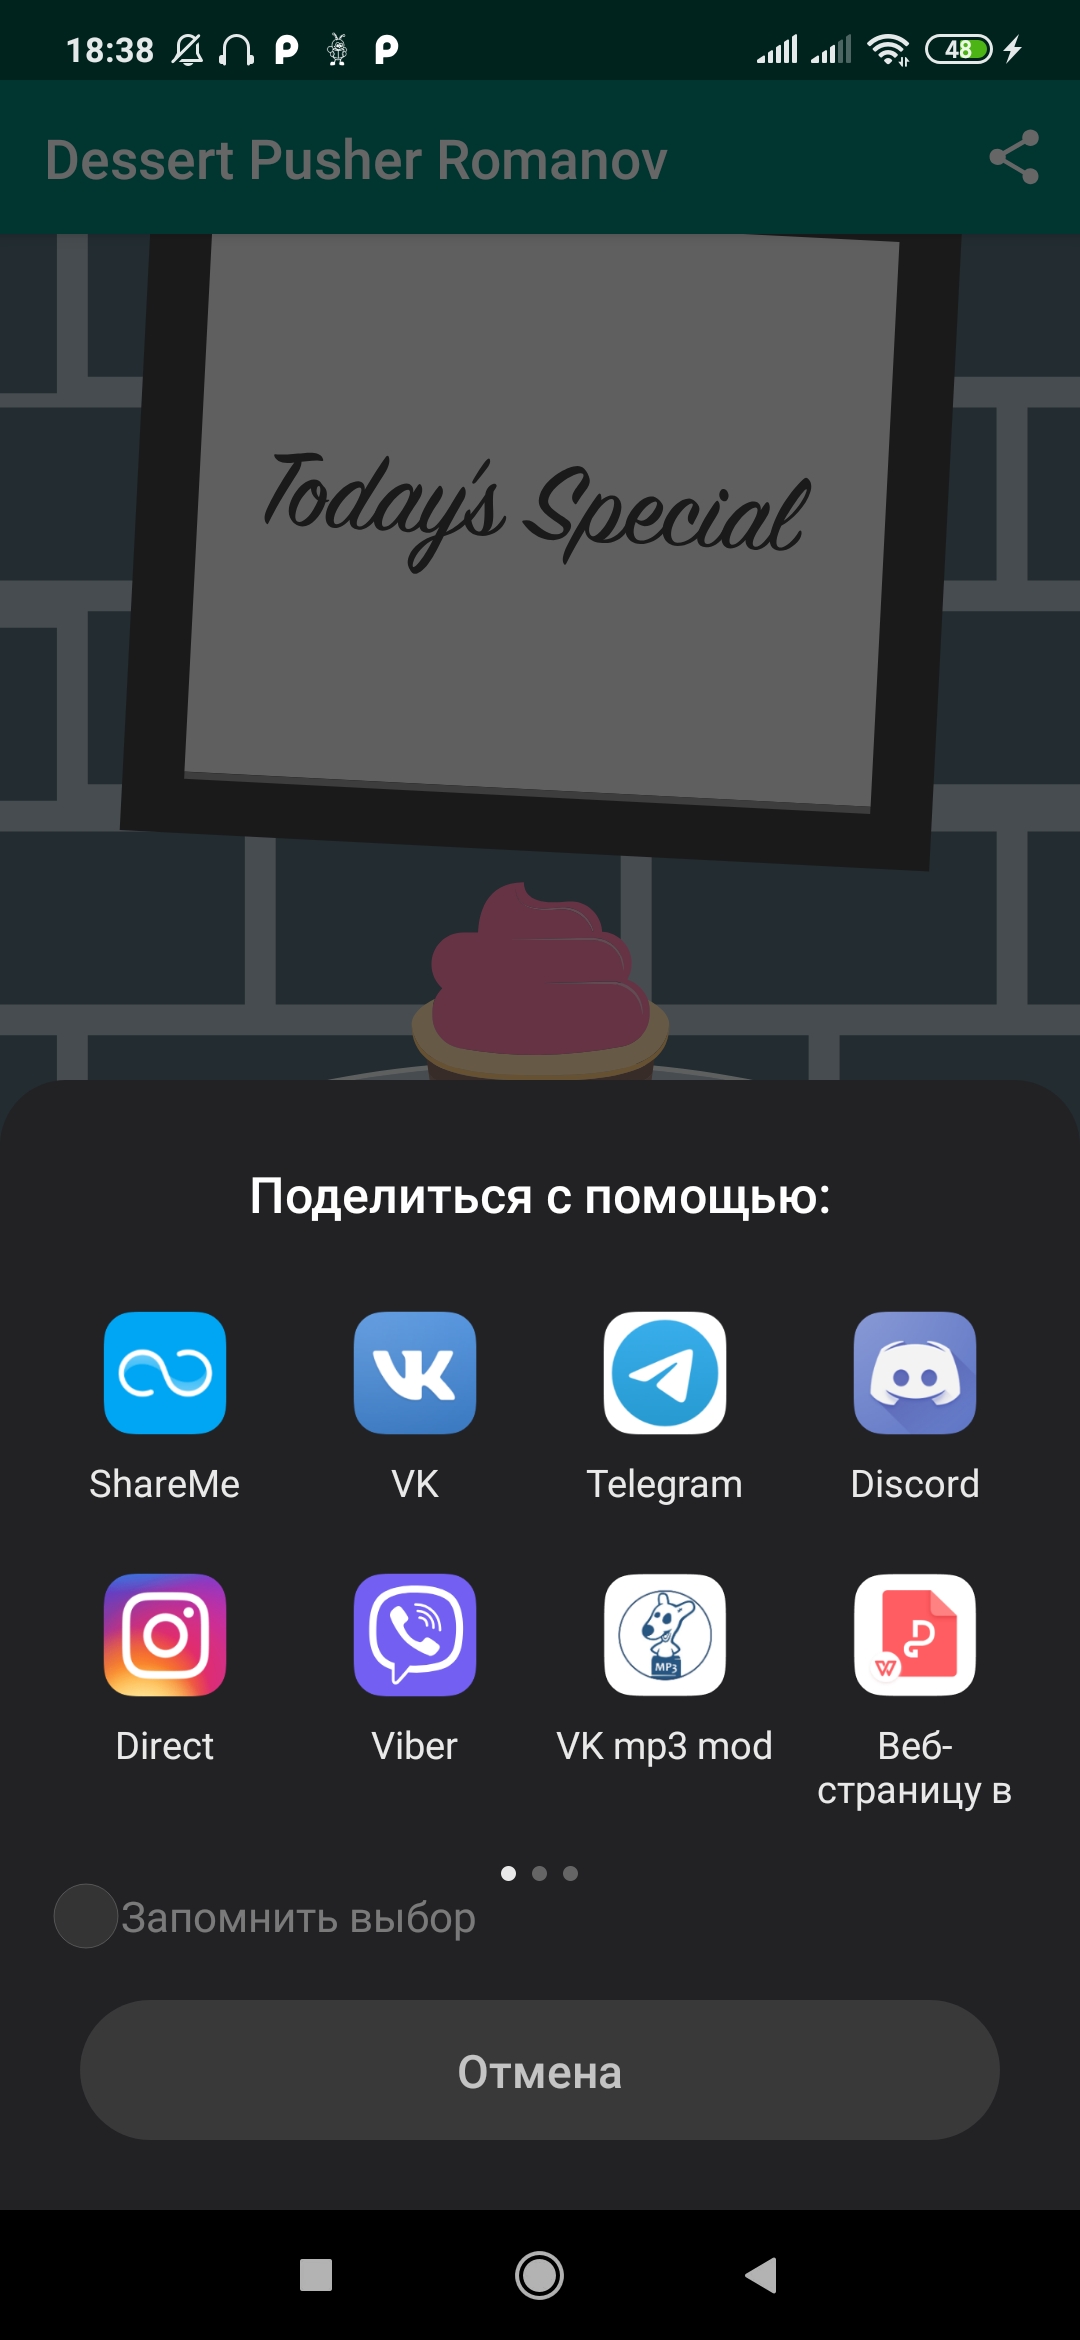 18:38
48
Dessert Pusher Romanov
Today's Special
Поделиться с помощью:
ShareMe
VK
Telegram
Discord
MP3
Direct
Viber
VK mp3 mod
Веб-
страницу в
Запомнить выбор
Отмена